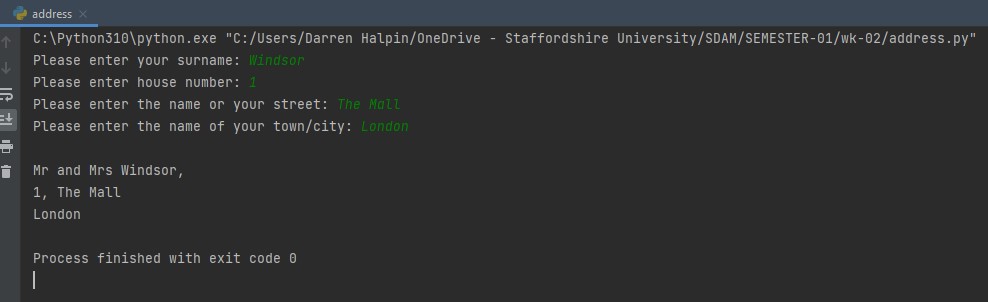 address
C:\Python310\python.exe "C:/Users/Darren Halpin/OneDrive - Staffordshire University/SDAM/SEMESTER-01/wk-02/address.py"
Please enter your surname: Windsor
Please enter house number: 1
Please enter the name or your street: The Mall
Please enter the name of your town/city: London
Mr and Mrs Windsor,
1, The Mall
London
Process finished with exit code 0